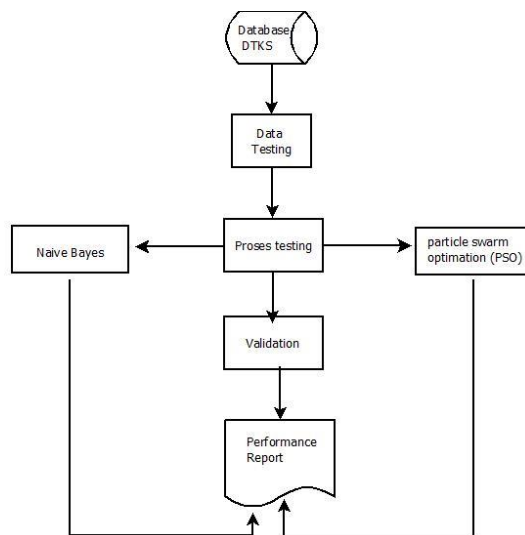 Database
DTKS
Data
Testing
Naive Bayes
Proses testing
particle swarm
optimation (PSO)
Validation
Performance
Report